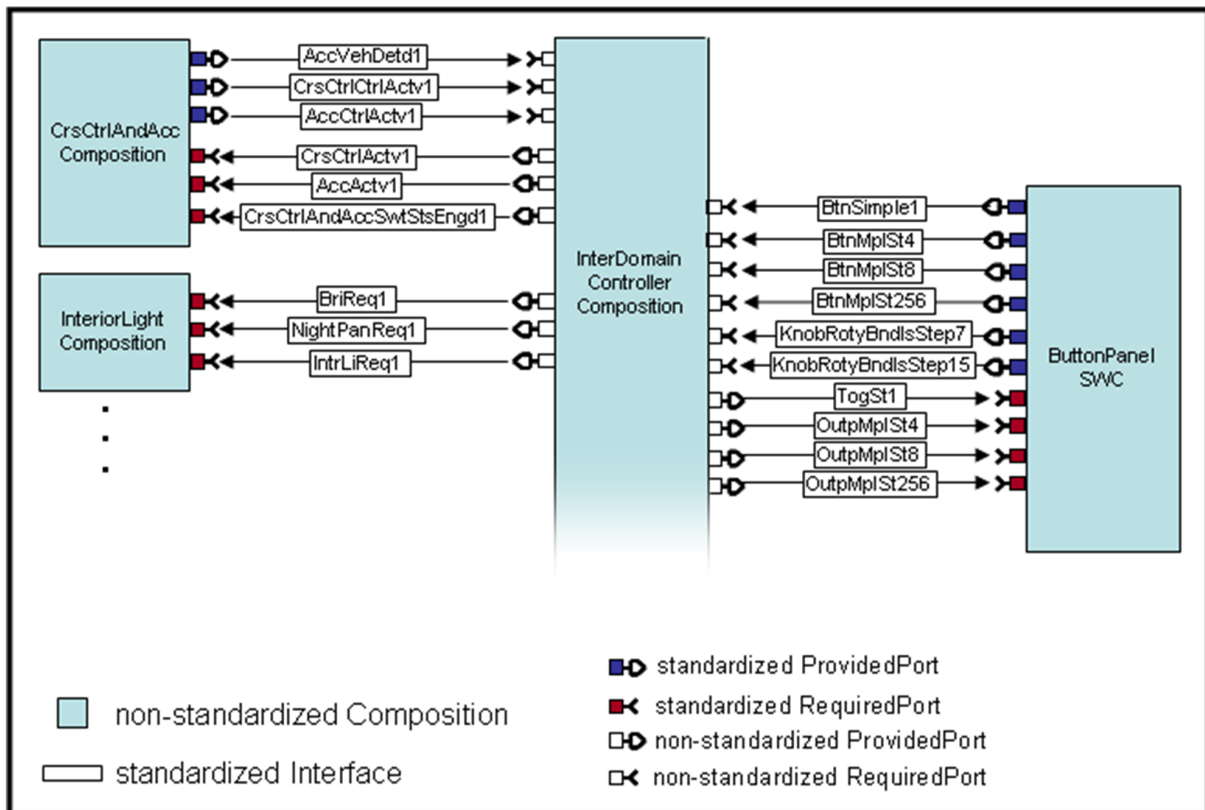 CrsCtrlAndAcc
Composition
AccVehDetd1
CrsCtrlCtrlActv1
AccCtrlActv1
CrsCtrlActv1
AccActv1
CrsCtrlAndAccSwtStsEngd1
InteriorLight
Composition
BriReq1
NightPanReq1
IntrLiReq1
InterDomain
Controller
Composition
BtnSimple1
BtnMplSt4
BtnMplSt8
BtnMplSt256
KnobRotyBndIsStep7
KnobRotyBndIsStep15
TogSt1
OutpMplSt4
OutpMplSt8
OutpMplSt256
ButtonPanel
SWC
non-standardized Composition
standardized Interface
standardized ProvidedPort
standardized RequiredPort
non-standardized ProvidedPort
non-standardized RequiredPort